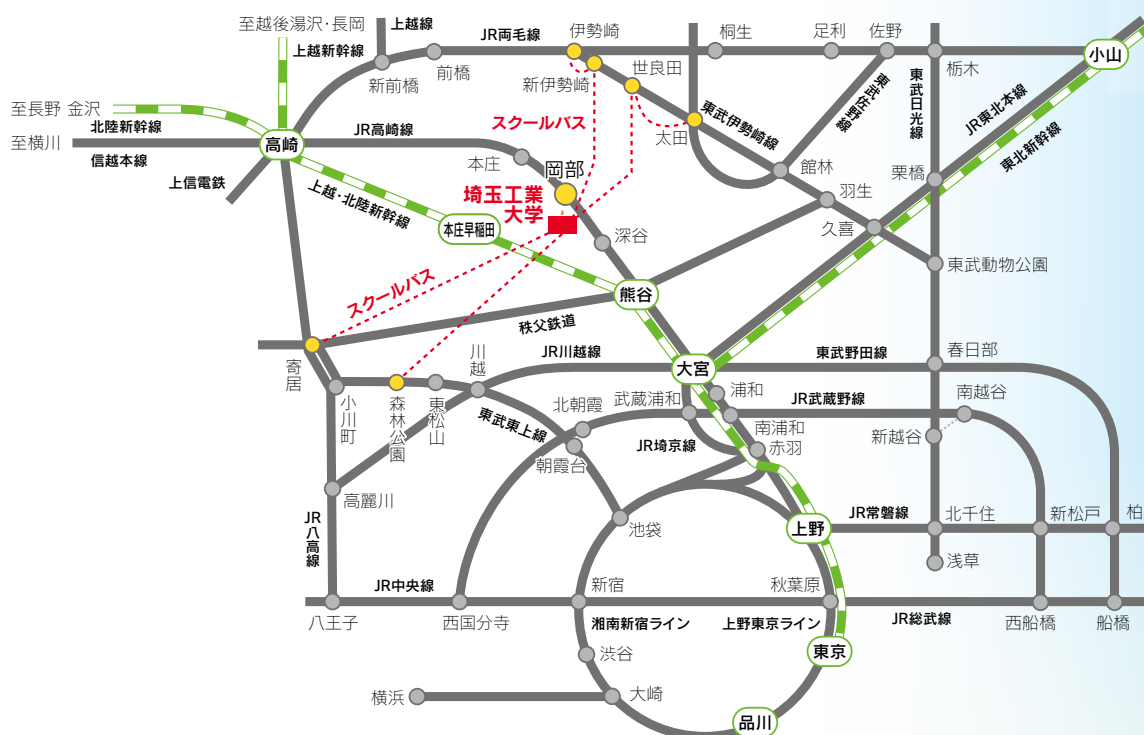 至越後湯沢・長岡
上越線
上越新幹線
JR両毛線
伊勢崎
桐生
足利
佐野
小山
新前橋
前橋
新伊勢崎
世良田
栃木
至長野 金沢
北陸新幹線
至横川
信越本線
高崎
JR高崎線
スクールバス
太田
東武伊勢崎線
東武佐野線
東武日光線
JR東北本線
東北新幹線
上信電鉄
本庄
岡部
館林
栗橋
上越・北陸新幹線
埼玉工業
大学
羽生
本庄早稲田
深谷
久喜
東武動物公園
スクールバス
熊谷
秩父鉄道
寄居
川越
JR川越線
大宮
東武野田線
春日部
小川町
森林公園
東松山
東武東上線
北朝霞
武蔵浦和
浦和
JR武蔵野線
南越谷
南浦和
新越谷
朝霞台
JR埼京線
赤羽
高麗川
JR八高線
池袋
上野
JR常磐線
北千住
新松戸
柏
浅草
JR中央線
新宿
秋葉原
八王子
西国分寺
湘南新宿ライン
上野東京ライン
JR総武線
西船橋
船橋
渋谷
東京
横浜
大崎
品川